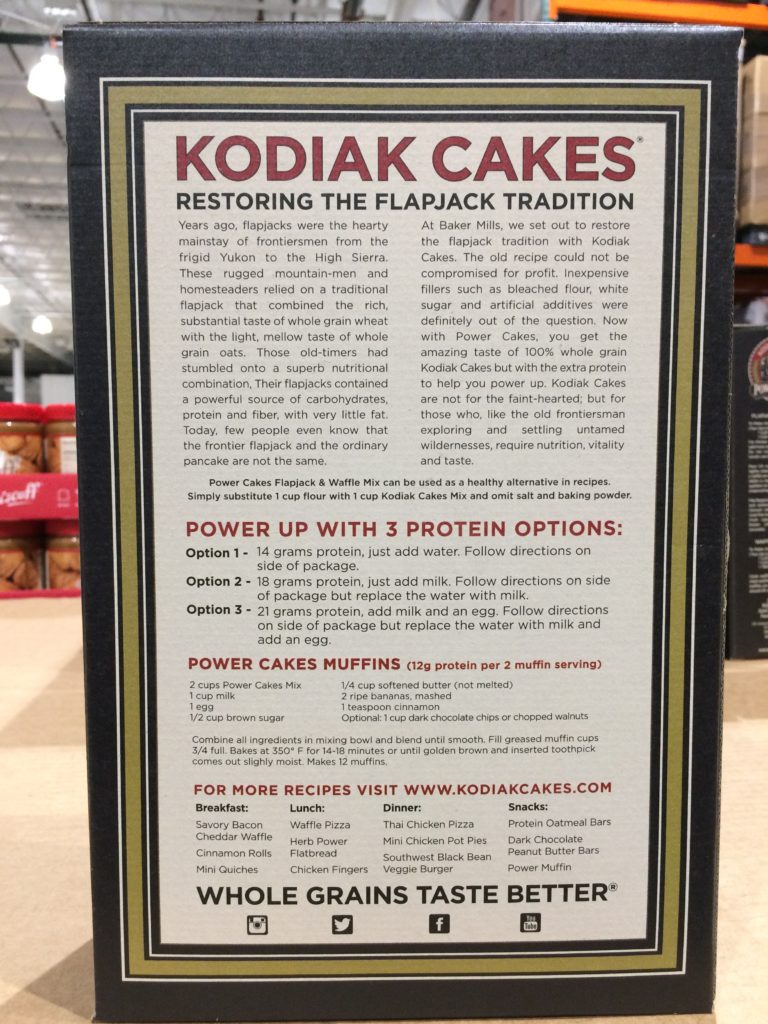 KODIAK CAKES®
RESTORING THE FLAPJACK TRADITION
Years ago, flapjacks were the hearty
mainstay of frontiersmen from the
frigid Yukon to the High Sierra.
These rugged mountain-men and
homesteaders relied on a traditional
flapjack that combined the rich,
substantial taste of whole grain wheat
with the light, mellow taste of whole
grain oats. Those old-timers had
stumbled onto a superb nutritional
combination, Their flapjacks contained
a powerful source of carbohydrates,
protein and fiber, with very little fat.
Today, few people even know that
the frontier flapjack and the ordinary
pancake are not the same.
At Baker Mills, we set out to restore
the flapjack tradition with Kodiak
Cakes. The old recipe could not be
compromised for profit. Inexpensive
fillers such as bleached flour, white
sugar and artificial additives were
definitely out of the question. Now
with Power Cakes, you get the
amazing taste of 100% whole grain
Kodiak Cakes but with the extra protein
to help you power up. Kodiak Cakes
are not for the faint-hearted; but for
those who, like the old frontiersman
exploring and settling untamed
wildernesses, require nutrition, vitality
and taste.
Power Cakes Flapjack & Waffle Mix can be used as a healthy alternative in recipes.
Simply substitute 1 cup flour with 1 cup Kodiak Cakes Mix and omit salt and baking powder.
POWER UP WITH 3 PROTEIN OPTIONS:
Option 1 - 14 grams protein, just add water. Follow directions on
side of package.
Option 2 - 18 grams protein, just add milk. Follow directions on side
of package but replace the water with milk.
Option 3 - 21 grams protein, add milk and an egg. Follow directions
on side of package but replace the water with milk and
add an egg.
POWER CAKES MUFFINS (12g protein per 2 muffin serving)
2 cups Power Cakes Mix
1 cup milk
1 egg
1/2 cup brown sugar
1/4 cup softened butter (not melted)
2 ripe bananas, mashed
1 teaspoon cinnamon
Optional: 1 cup dark chocolate chips or chopped walnuts
Combine all ingredients in mixing bowl and blend until smooth. Fill greased muffin cups
3/4 full. Bakes at 350° F for 14-18 minutes or until golden brown and inserted toothpick
comes out slighly moist. Makes 12 muffins.
FOR MORE RECIPES VISIT WWW.KODIAKCAKES.COM
Breakfast:
Savory Bacon
Cheddar Waffle
Cinnamon Rolls
Mini Quiches
Lunch:
Waffle Pizza
Herb Power
Flatbread
Chicken Fingers
Dinner:
Thai Chicken Pizza
Mini Chicken Pot Pies
Southwest Black Bean
Veggie Burger
Snacks:
Protein Oatmeal Bars
Dark Chocolate
Peanut Butter Bars
Power Muffin
WHOLE GRAINS TASTE BETTER®
You
Tube